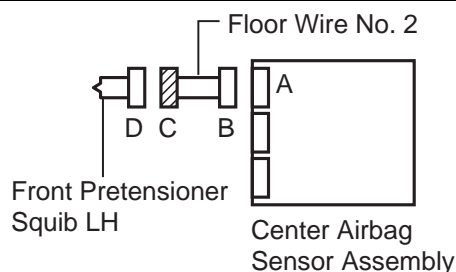 Floor Wire No. 2
A
D C B
Front Pretensioner
Squib LH
Center Airbag
Sensor Assembly